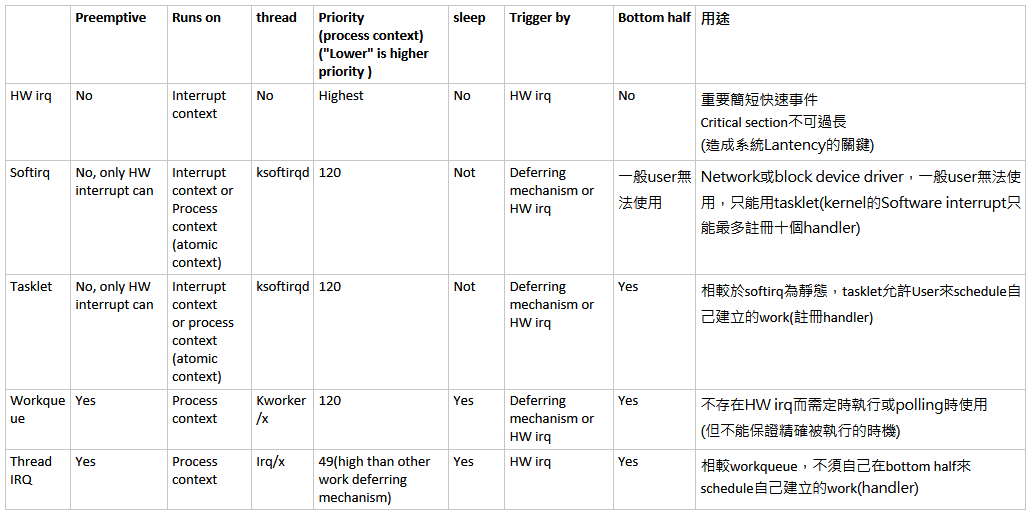 Preemptive
Runs on
thread
Priority
(process context)
("Lower" is higher
priority )
sleep
Trigger by
Bottom half
用途
HW irq
No
Interrupt
context
No
Highest
No
HW irq
No
重要簡短快速事件
Critical section不可過長
(造成系統Lantency的關鍵)
Softirq
No, only HW
interrupt can
Interrupt
context or
Process
context
(atomic
context)
ksoftirqd
120
Not
Deferring
mechanism or
HW irq
一般user無
法使用
Network或block device driver，一般user無法使
用，只能用tasklet(kernel的Software interrupt只
能最多註冊十個handler)
Tasklet
No, only HW
interrupt can
Interrupt
context
or process
context
(atomic
context)
ksoftirqd
120
Not
Deferring
mechanism or
HW irq
Yes
相較於softirq為靜態，tasklet允許User來schedule自
己建立的work(註冊handler)
Workque
ue
Yes
Process
context
Kworker
/x
120
Yes
Deferring
mechanism or
HW irq
Yes
不存在HW irq而需定時執行或polling時使用
(但不能保證精確被執行的時機)
Thread
IRQ
Yes
Process
context
Irq/x
49(high than other
work deferring
mechanism)
Yes
HW irq
Yes
相較workqueue，不須自己在bottom half來
schedule自己建立的work(handler)